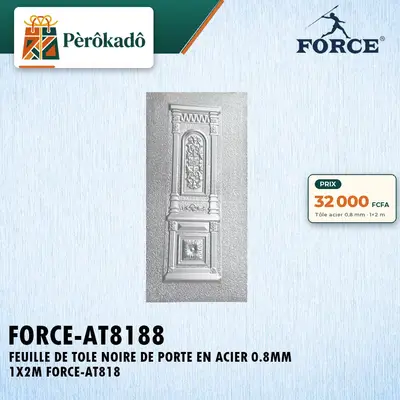 Pèrôkadô
FORCE®
PRIX
32 000 FCFA
Tôle acier 0,8 mm · 1×2 m
FORCE-AT8188
FEUILLE DE TOLE NOIRE DE PORTE EN ACIER 0.8MM
1X2M FORCE-AT818